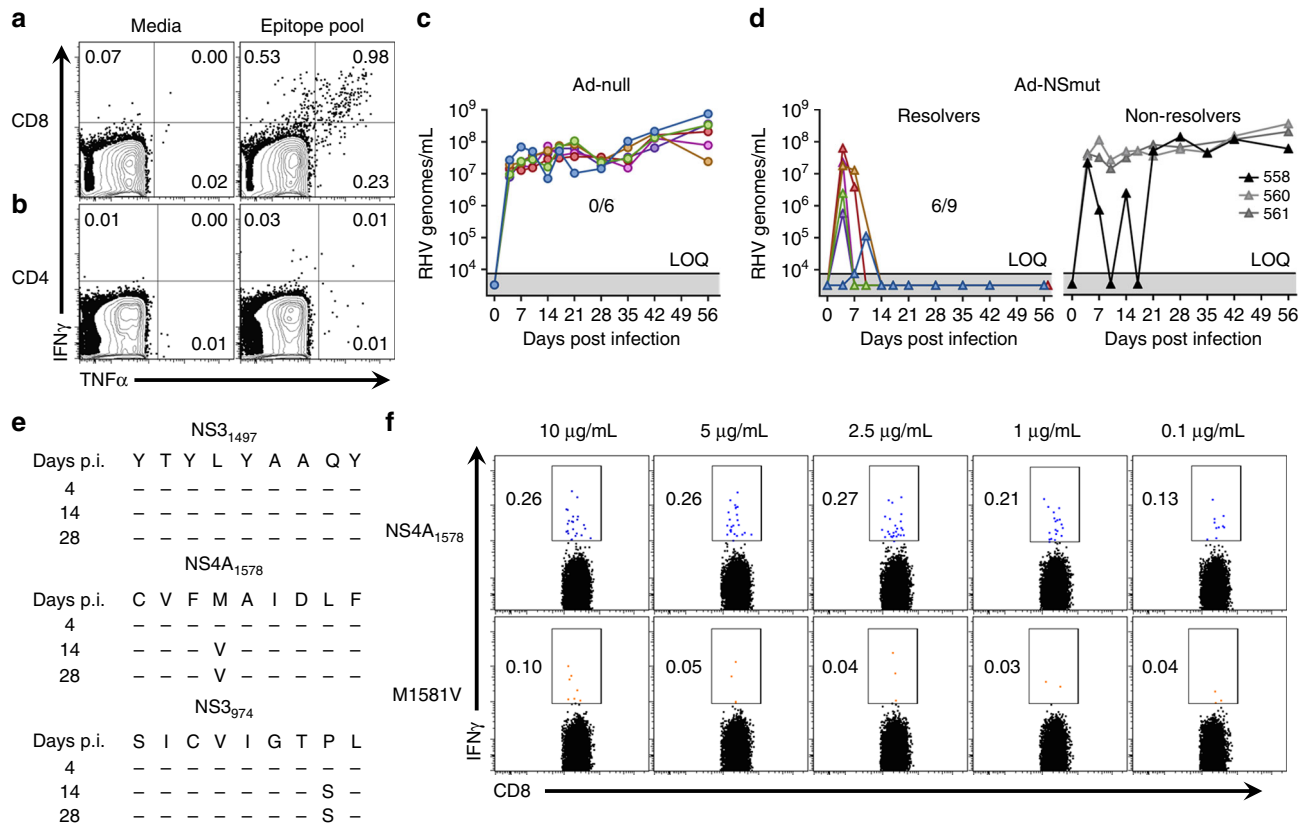 a
Media Epitope pool
CD8
0.07 0.00 0.53 0.98
0.02 0.23
b
CD4
0.01 0.00 0.03 0.01
0.01 0.01
IFNγ
TNFα
c
Ad-null
RHV genomes/mL
10⁹
10⁸
10⁷
10⁶
10⁵
10⁴
0/6
LOQ
0 7 14 21 28 35 42 49 56
Days post infection
d
Ad-NSmut
Resolvers Non-resolvers
RHV genomes/mL
10⁹
10⁸
10⁷
10⁶
10⁵
10⁴
6/9
558
560
561
LOQ LOQ
0 7 14 21 28 35 42 49 56 0 7 14 21 28 35 42 49 56
Days post infection Days post infection
e
NS3₁₄₉₇
Days p.i. Y T Y L Y A A Q Y
4 – – – – – – – – –
14 – – – – – – – – –
28 – – – – – – – – –
NS4A₁₅₇₈
Days p.i. C V F M A I D L F
4 – – – – – – – – –
14 – – – V – – – – –
28 – – – V – – – – –
NS3₉₇₄
Days p.i. S I C V I G T P L
4 – – – – – – – – –
14 – – – – – – – S –
28 – – – – – – – S –
f
10 μg/mL 5 μg/mL 2.5 μg/mL 1 μg/mL 0.1 μg/mL
NS4A₁₅₇₈
0.26 0.26 0.27 0.21 0.13
M1581V
0.10 0.05 0.04 0.03 0.04
IFNγ
CD8